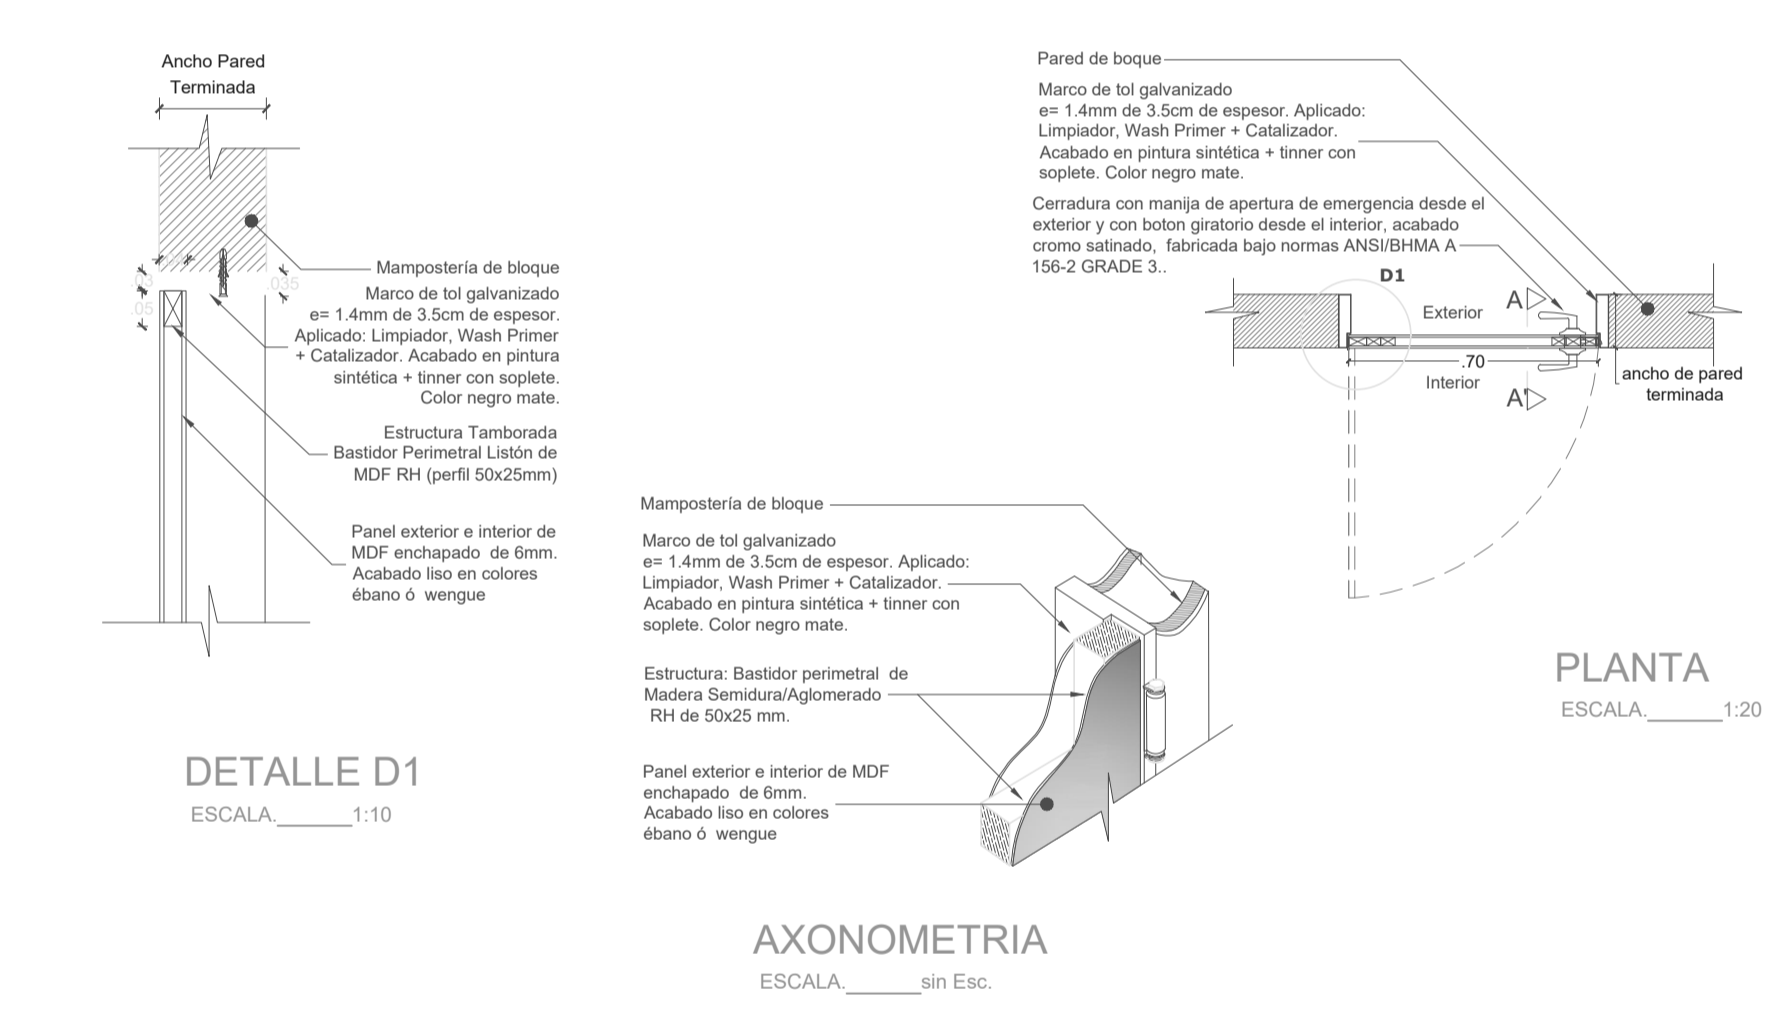 Ancho Pared
Terminada
.03
.05
.035
Mampostería de bloque
Marco de tol galvanizado
e= 1.4mm de 3.5cm de espesor.
Aplicado: Limpiador, Wash Primer
+ Catalizador. Acabado en pintura
sintética + tinner con soplete.
Color negro mate.
Estructura Tamborada
Bastidor Perimetral Listón de
MDF RH (perfil 50x25mm)
Panel exterior e interior de
MDF enchapado de 6mm.
Acabado liso en colores
ébano ó wengue
DETALLE D1
ESCALA._______1:10
Mampostería de bloque
Marco de tol galvanizado
e= 1.4mm de 3.5cm de espesor. Aplicado:
Limpiador, Wash Primer + Catalizador.
Acabado en pintura sintética + tinner con
soplete. Color negro mate.
Estructura: Bastidor perimetral de
Madera Semidura/Aglomerado
RH de 50x25 mm.
Panel exterior e interior de MDF
enchapado de 6mm.
Acabado liso en colores
ébano ó wengue
AXONOMETRIA
ESCALA._______sin Esc.
Pared de boque
Marco de tol galvanizado
e= 1.4mm de 3.5cm de espesor. Aplicado:
Limpiador, Wash Primer + Catalizador.
Acabado en pintura sintética + tinner con
soplete. Color negro mate.
Cerradura con manija de apertura de emergencia desde el
exterior y con boton giratorio desde el interior, acabado
cromo satinado, fabricada bajo normas ANSI/BHMA A
156-2 GRADE 3..
D1
A
Exterior
.70
Interior
A'
ancho de pared
terminada
PLANTA
ESCALA._______1:20